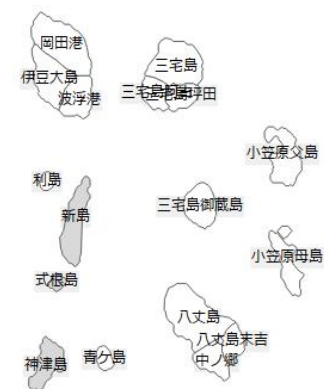 岡田港
伊豆大島
波浮港
三宅島
三宅島
坪田
小笠原父島
利島
新島
三宅島御蔵島
式根島
小笠原母島
八丈島
八丈島末吉
中ノ郷
神津島
青ケ島